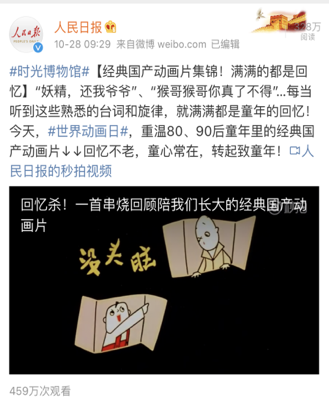 人民日报
人民日报
10-28 09:29 来自微博 weibo.com 已编辑
8万
阅读
#时光博物馆#【经典国产动画片集锦!满满的都是回
忆】“妖精,还我爷爷”、“猴哥猴哥你真了不得”...每当
听到这些熟悉的台词和旋律,就满满都是童年的回忆!
今天,#世界动画日#,重温80、90后童年里的经典国
产动画片↓↓回忆不老,童心常在,转起致童年!人
民日报的秒拍视频
回忆杀!一首串烧回顾陪我们长大的经典国产动
画片
没头脑
459万次观看